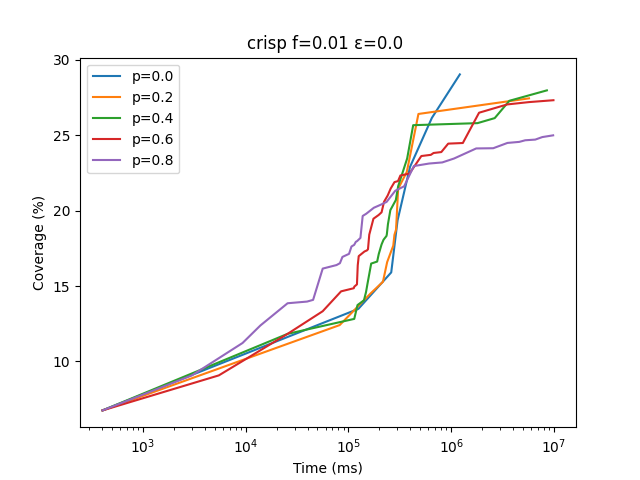 crisp f=0.01 ε=0.0
30
25
20
15
10
Coverage (%)
p=0.0
p=0.2
p=0.4
p=0.6
p=0.8
10³
10⁴
10⁵
10⁶
10⁷
Time (ms)